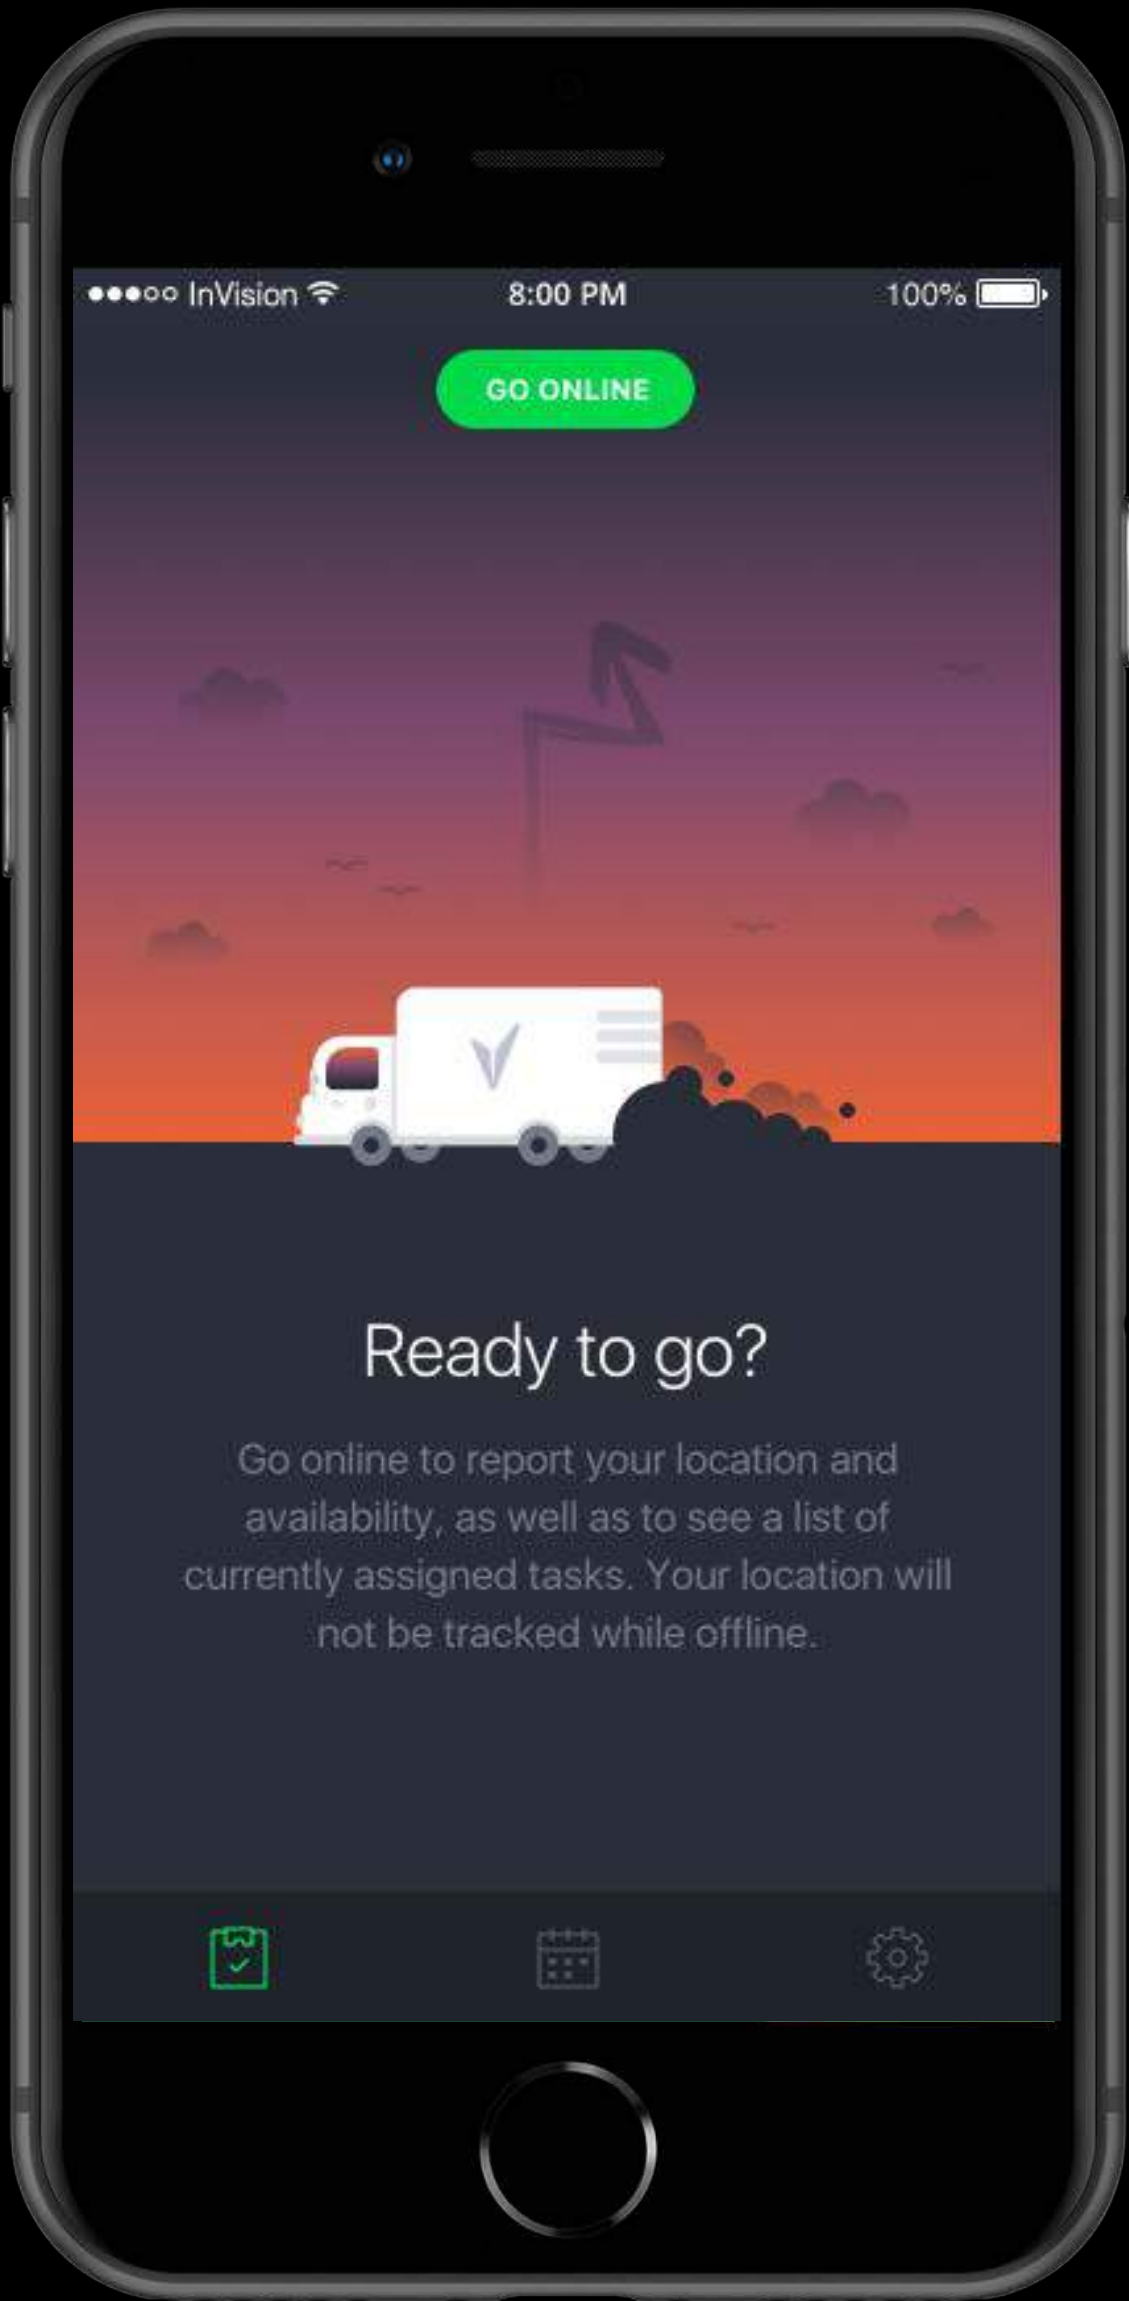 InVision
8:00 PM
100%
GO ONLINE
Ready to go?
Go online to report your location and
availability, as well as to see a list of
currently assigned tasks. Your location will
not be tracked while offline.